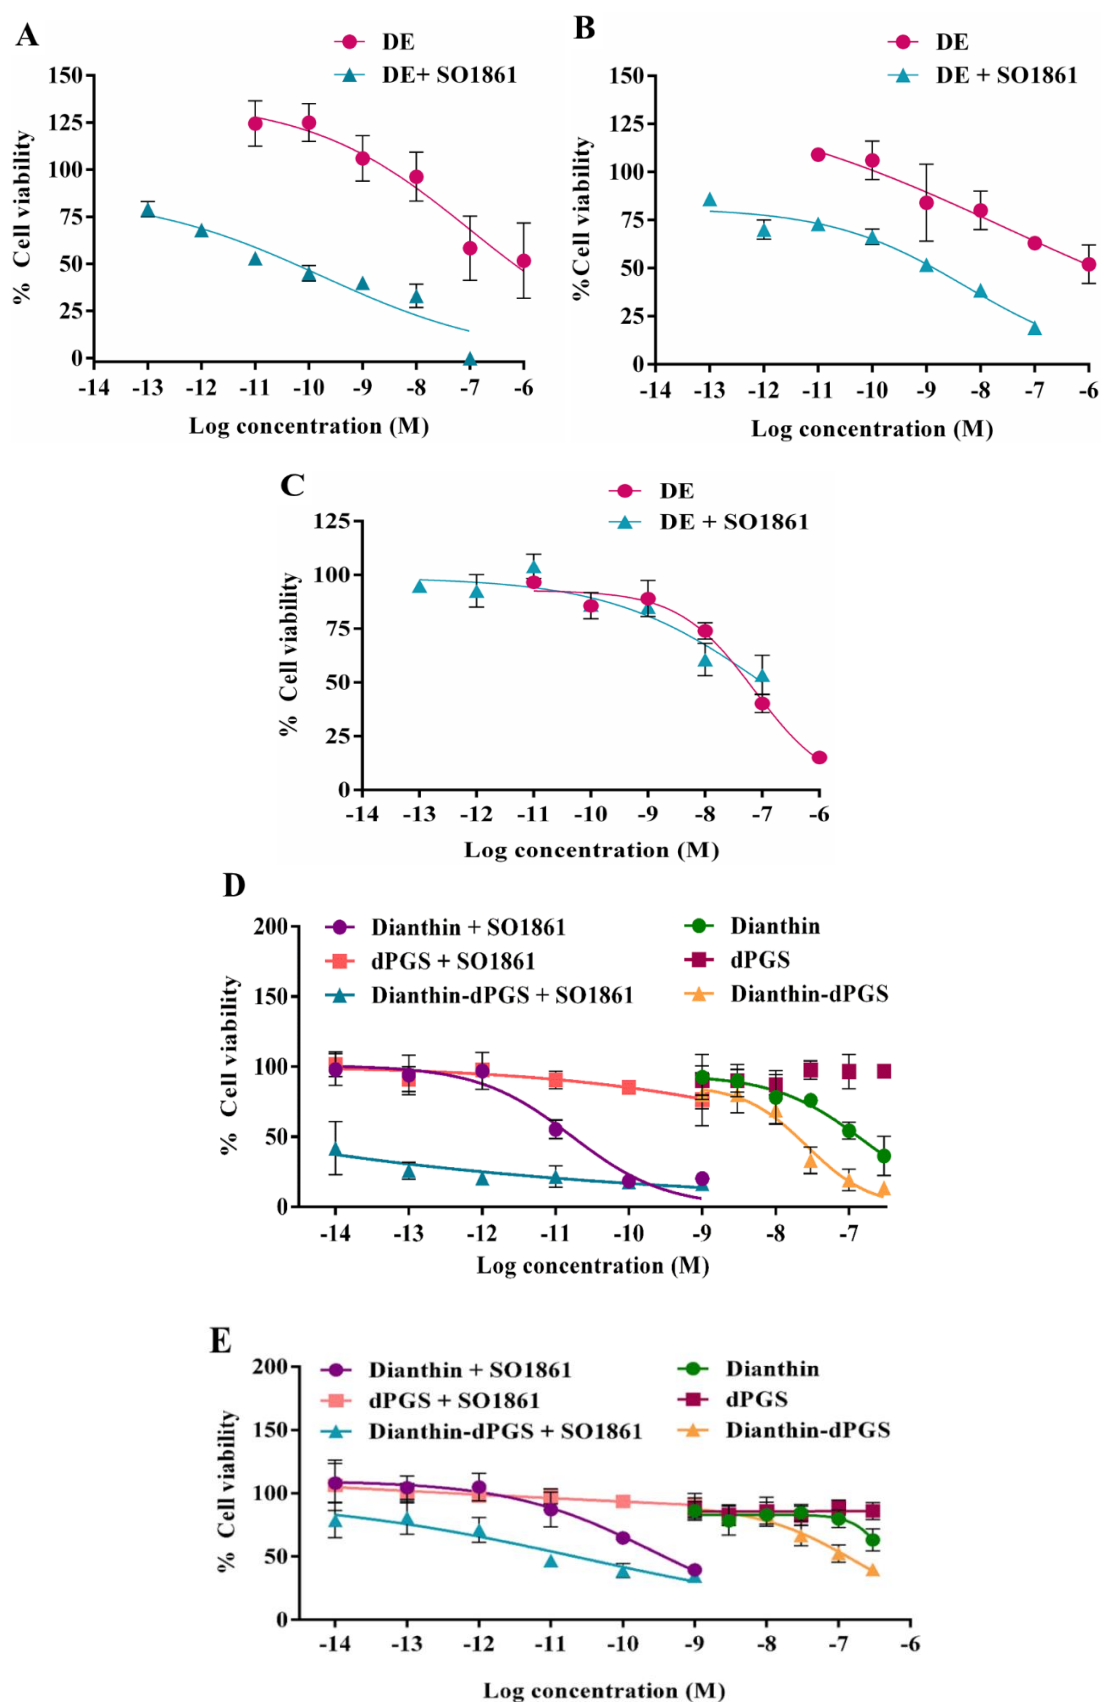 A
DE
DE+ SO1861
150
125
100
75
50
25
0
% Cell viability
-14 -13 -12 -11 -10 -9 -8 -7 -6
Log concentration (M)
B
DE
DE + SO1861
150
125
100
75
50
25
0
%Cell viability
-14 -13 -12 -11 -10 -9 -8 -7 -6
Log concentration (M)
C
DE
DE + SO1861
125
100
75
50
25
0
% Cell viability
-14 -13 -12 -11 -10 -9 -8 -7 -6
Log concentration (M)
D
Dianthin + SO1861
dPGS + SO1861
Dianthin-dPGS + SO1861
Dianthin
dPGS
Dianthin-dPGS
200
150
100
50
0
% Cell viability
-14 -13 -12 -11 -10 -9 -8 -7
Log concentration (M)
E
Dianthin + SO1861
dPGS + SO1861
Dianthin-dPGS + SO1861
Dianthin
dPGS
Dianthin-dPGS
200
150
100
50
0
% Cell viability
-14 -13 -12 -11 -10 -9 -8 -7 -6
Log concentration (M)